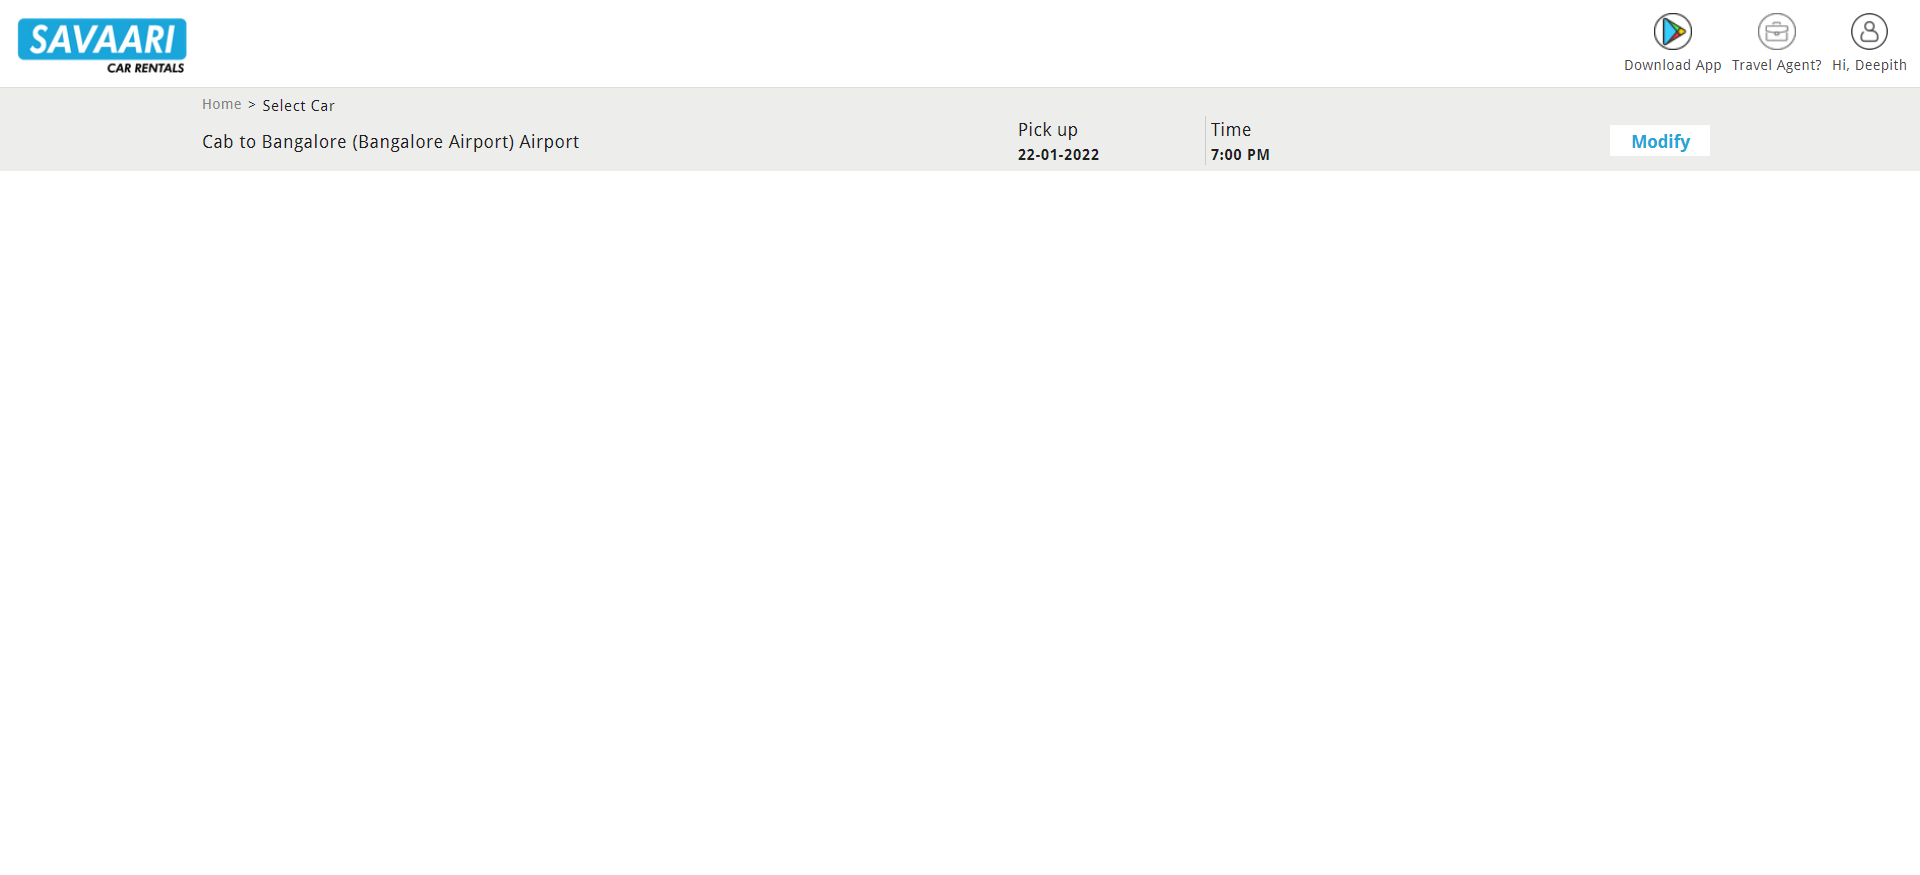 SAVAARI
CAR RENTALS
Download App
Travel Agent?
Hi, Deepith
Home > Select Car
Cab to Bangalore (Bangalore Airport) Airport
Pick up
22-01-2022
Time
7:00 PM
Modify